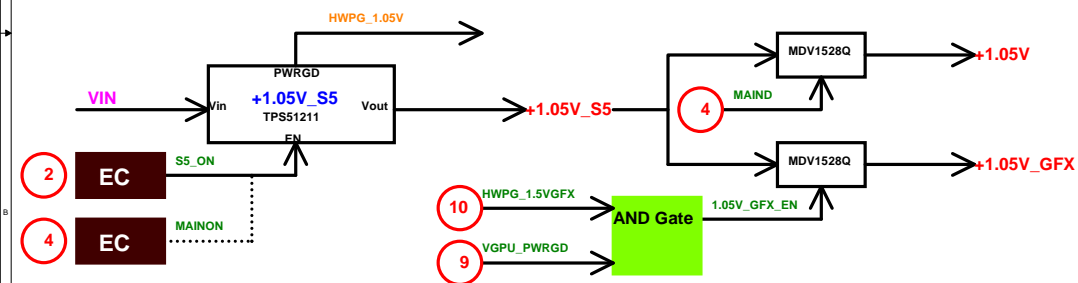 HWPG_1.05V
PWRGD
VIN
Vin
+1.05V_S5
Vout
TPS51211
EN
+1.05V_S5
MDV1528Q
+1.05V
4
MAIND
MDV1528Q
+1.05V_GFX
2
EC
S5_ON
4
EC
MAINON
10
HWPG_1.5VGFX
AND Gate
1.05V_GFX_EN
9
VGPU_PWRGD
B